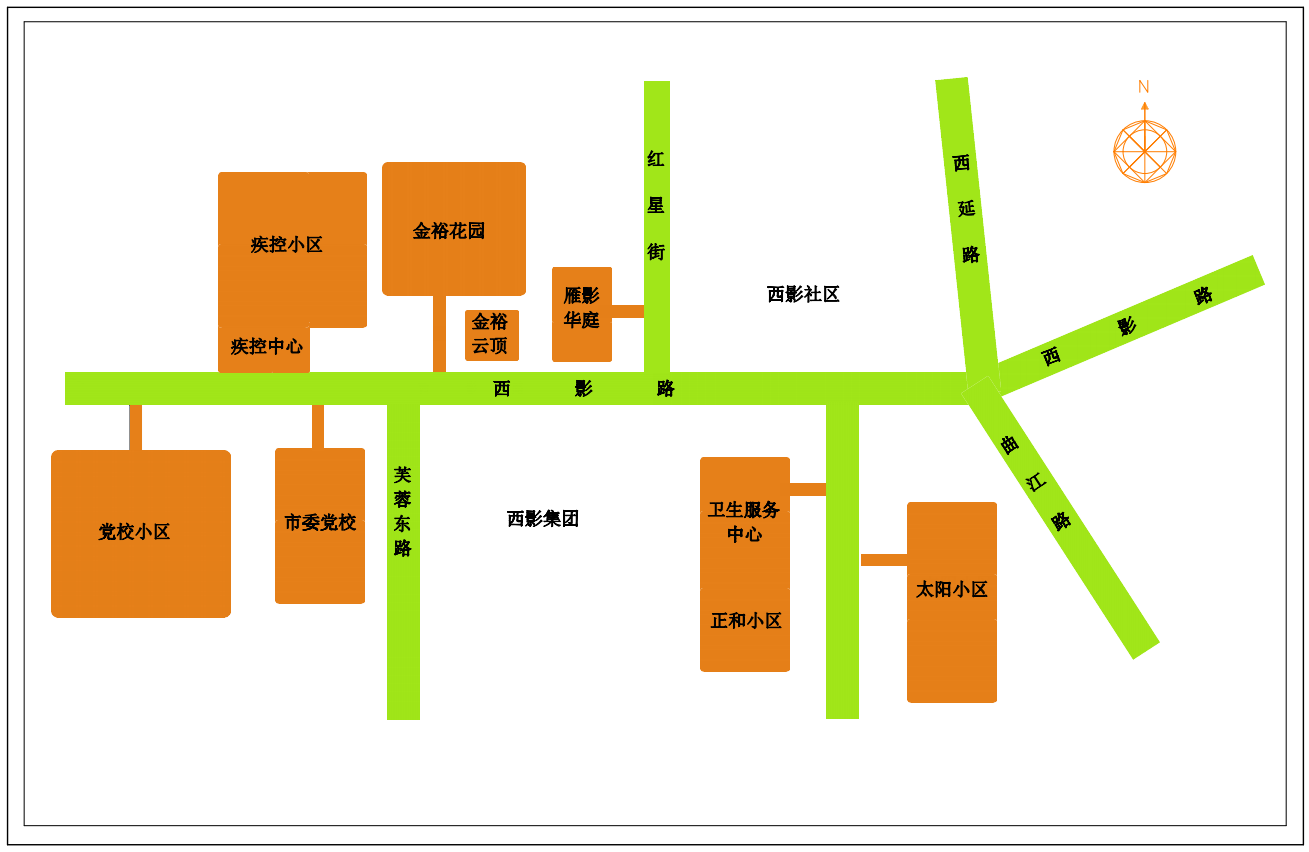 N
红星街
西延路
金裕花园
疾控小区
雁影
华庭
西影社区
西影路
金裕
云顶
疾控中心
西影路
曲江路
芙蓉东路
党校小区
市委党校
西影集团
卫生服务
中心
太阳小区
正和小区